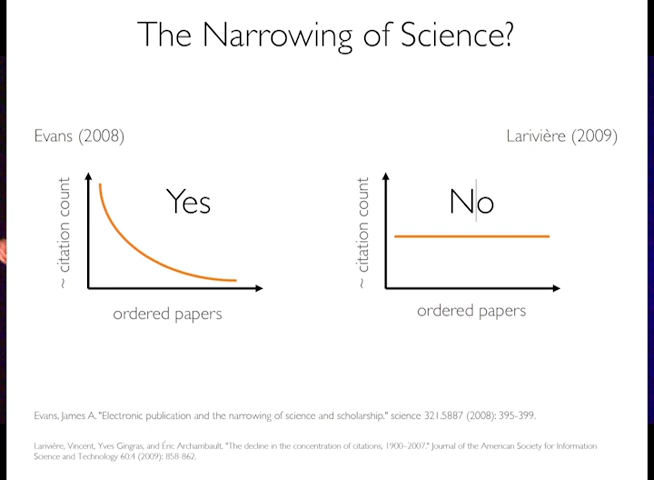 The Narrowing of Science?
Evans (2008)
Larivière (2009)
~ citation count
Yes
ordered papers
~ citation count
No
ordered papers
Evans, James A. "Electronic publication and the narrowing of science and scholarship." science 321.5887 (2008): 395-399.
Larivière, Vincent, Yves Gingras, and Éric Archambault. "The decline in the concentration of citations, 1900–2007." Journal of the American Society for Information
Science and Technology 60.4 (2009): 858-862.